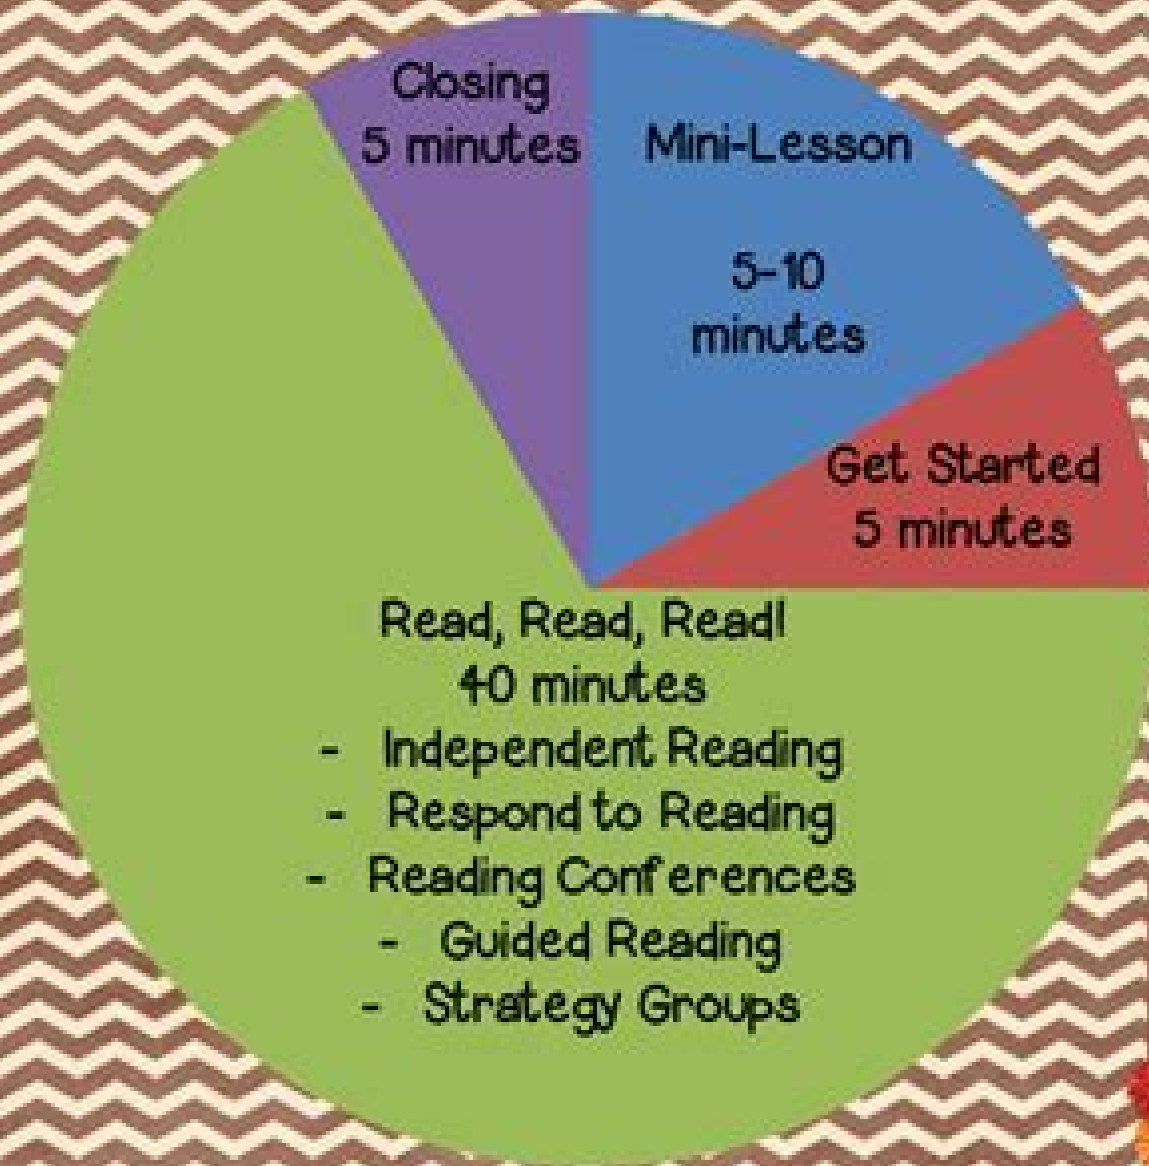 Closing
5 minutes
Mini-Lesson
5-10
minutes
Get Started
5 minutes
Read, Read, Read!
40 minutes
- Independent Reading
- Respond to Reading
- Reading Conferences
- Guided Reading
- Strategy Groups